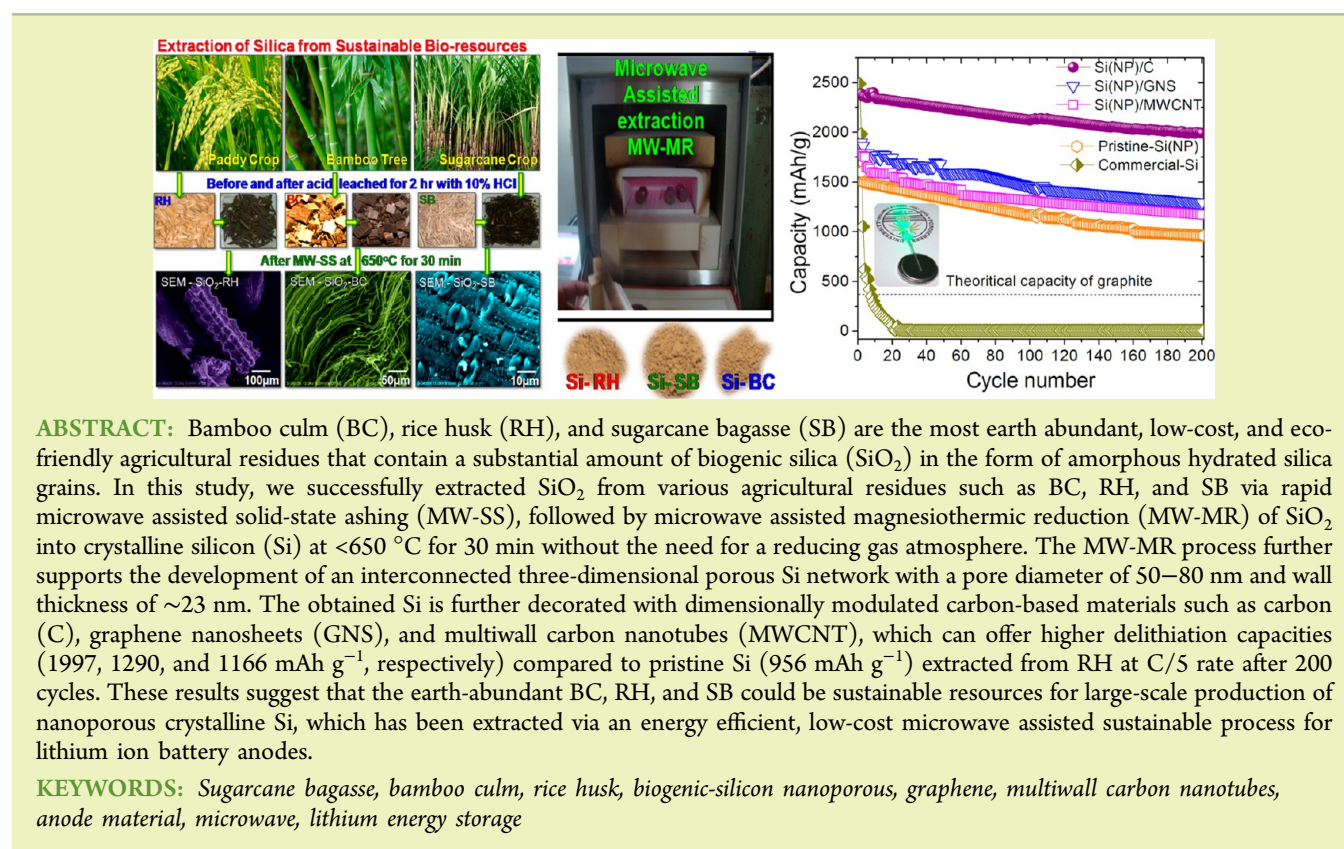 Extraction of Silica from Sustainable Bio-resources
Paddy Crop
Bamboo Tree
Sugarcane Crop
Before and after acid leached for 2 hr with 10% HCl
RH
BC
SB
After MW-SS at 650°C for 30 min
SEM - SiO₂-RH
SEM - SiO₂-BC
SEM - SiO₂-SB
100μm
50μm
10μm
Microwave
Assisted
extraction
MW-MR
Si-RH
Si-SB
Si-BC
Capacity (mAh/g)
2500
2000
1500
1000
500
0
Si(NP)/C
Si(NP)/GNS
Si(NP)/MWCNT
Pristine-Si(NP)
Commercial-Si
Theoritical capacity of graphite
0 20 40 60 80 100 120 140 160 180 200
Cycle number
ABSTRACT: Bamboo culm (BC), rice husk (RH), and sugarcane bagasse (SB) are the most earth abundant, low-cost, and eco-
friendly agricultural residues that contain a substantial amount of biogenic silica (SiO₂) in the form of amorphous hydrated silica
grains. In this study, we successfully extracted SiO₂ from various agricultural residues such as BC, RH, and SB via rapid
microwave assisted solid-state ashing (MW-SS), followed by microwave assisted magnesiothermic reduction (MW-MR) of SiO₂
into crystalline silicon (Si) at <650 °C for 30 min without the need for a reducing gas atmosphere. The MW-MR process further
supports the development of an interconnected three-dimensional porous Si network with a pore diameter of 50−80 nm and wall
thickness of ∼23 nm. The obtained Si is further decorated with dimensionally modulated carbon-based materials such as carbon
(C), graphene nanosheets (GNS), and multiwall carbon nanotubes (MWCNT), which can offer higher delithiation capacities
(1997, 1290, and 1166 mAh g⁻¹, respectively) compared to pristine Si (956 mAh g⁻¹) extracted from RH at C/5 rate after 200
cycles. These results suggest that the earth-abundant BC, RH, and SB could be sustainable resources for large-scale production of
nanoporous crystalline Si, which has been extracted via an energy efficient, low-cost microwave assisted sustainable process for
lithium ion battery anodes.
KEYWORDS: Sugarcane bagasse, bamboo culm, rice husk, biogenic-silicon nanoporous, graphene, multiwall carbon nanotubes,
anode material, microwave, lithium energy storage